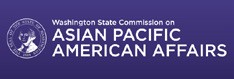 Washington State Commission on
ASIAN PACIFIC
AMERICAN AFFAIRS